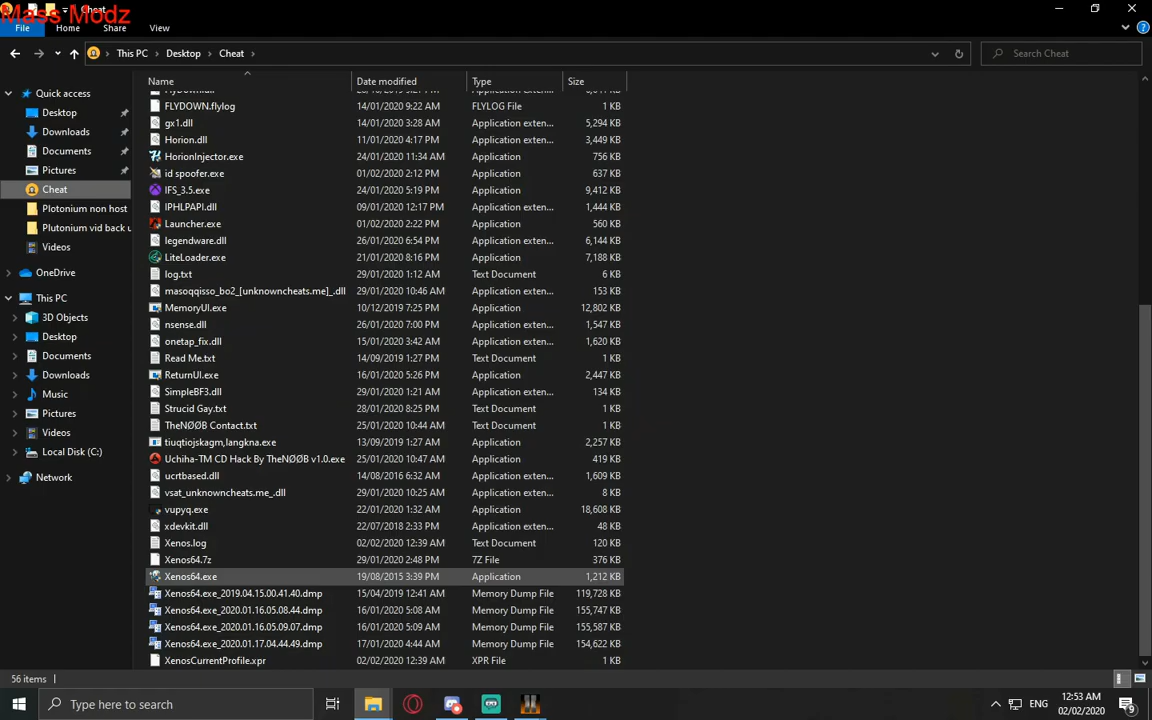 Mass Modz
Cheat
File Home Share View
This PC Desktop Cheat
Search Cheat
Name Date modified Type Size
Quick access
Desktop
Downloads
Documents
Pictures
Cheat
Plotonium non host
Plutonium vid back u
Videos
OneDrive
This PC
3D Objects
Desktop
Documents
Downloads
Music
Pictures
Videos
Local Disk (C:)
Network
FLYDOWN.flylog 14/01/2020 9:22 AM FLYLOG File 1 KB
gx1.dll 14/01/2020 3:28 AM Application exten... 5,294 KB
Horion.dll 11/01/2020 4:17 PM Application exten... 3,449 KB
HorionInjector.exe 24/01/2020 11:34 AM Application 756 KB
id spoofer.exe 01/02/2020 2:12 PM Application 637 KB
IFS_3.5.exe 24/01/2020 5:19 PM Application 9,412 KB
IPHLPAPI.dll 09/01/2020 12:17 PM Application exten... 1,444 KB
Launcher.exe 01/02/2020 2:22 PM Application 560 KB
legendware.dll 26/01/2020 6:54 PM Application exten... 6,144 KB
LiteLoader.exe 21/01/2020 8:16 PM Application 7,188 KB
log.txt 29/01/2020 1:12 AM Text Document 6 KB
masoqqisso_bo2_[unknowncheats.me]_.dll 29/01/2020 10:46 AM Application exten... 153 KB
MemoryUI.exe 10/12/2019 7:25 PM Application 12,802 KB
nsense.dll 26/01/2020 7:00 PM Application exten... 1,547 KB
onetap_fix.dll 15/01/2020 3:42 AM Application exten... 1,620 KB
Read Me.txt 14/09/2019 1:27 PM Text Document 1 KB
ReturnUI.exe 16/01/2020 5:26 PM Application 2,447 KB
SimpleBF3.dll 29/01/2020 1:21 AM Application exten... 134 KB
Strucid Gay.txt 28/01/2020 8:25 PM Text Document 1 KB
TheNØØB Contact.txt 25/01/2020 10:44 AM Text Document 1 KB
tiuqtiojskagm,langkna.exe 13/09/2019 1:27 AM Application 2,257 KB
Uchiha-TM CD Hack By TheNØØB v1.0.exe 25/01/2020 10:47 AM Application 419 KB
ucrtbased.dll 14/08/2016 6:32 AM Application exten... 1,609 KB
vsat_unknowncheats.me_.dll 29/01/2020 10:25 AM Application exten... 8 KB
vupyq.exe 22/01/2020 1:32 AM Application 18,608 KB
xdevkit.dll 22/07/2018 2:33 PM Application exten... 48 KB
Xenos.log 02/02/2020 12:39 AM Text Document 120 KB
Xenos64.7z 29/01/2020 2:48 PM 7Z File 376 KB
Xenos64.exe 19/08/2015 3:39 PM Application 1,212 KB
Xenos64.exe_2019.04.15.00.41.40.dmp 15/04/2019 12:41 AM Memory Dump File 119,728 KB
Xenos64.exe_2020.01.16.05.08.44.dmp 16/01/2020 5:08 AM Memory Dump File 155,747 KB
Xenos64.exe_2020.01.16.05.09.07.dmp 16/01/2020 5:09 AM Memory Dump File 155,587 KB
Xenos64.exe_2020.01.17.04.44.49.dmp 17/01/2020 4:44 AM Memory Dump File 154,622 KB
XenosCurrentProfile.xpr 02/02/2020 12:39 AM XPR File 1 KB
56 items
Type here to search
ENG
12:53 AM
02/02/2020
9